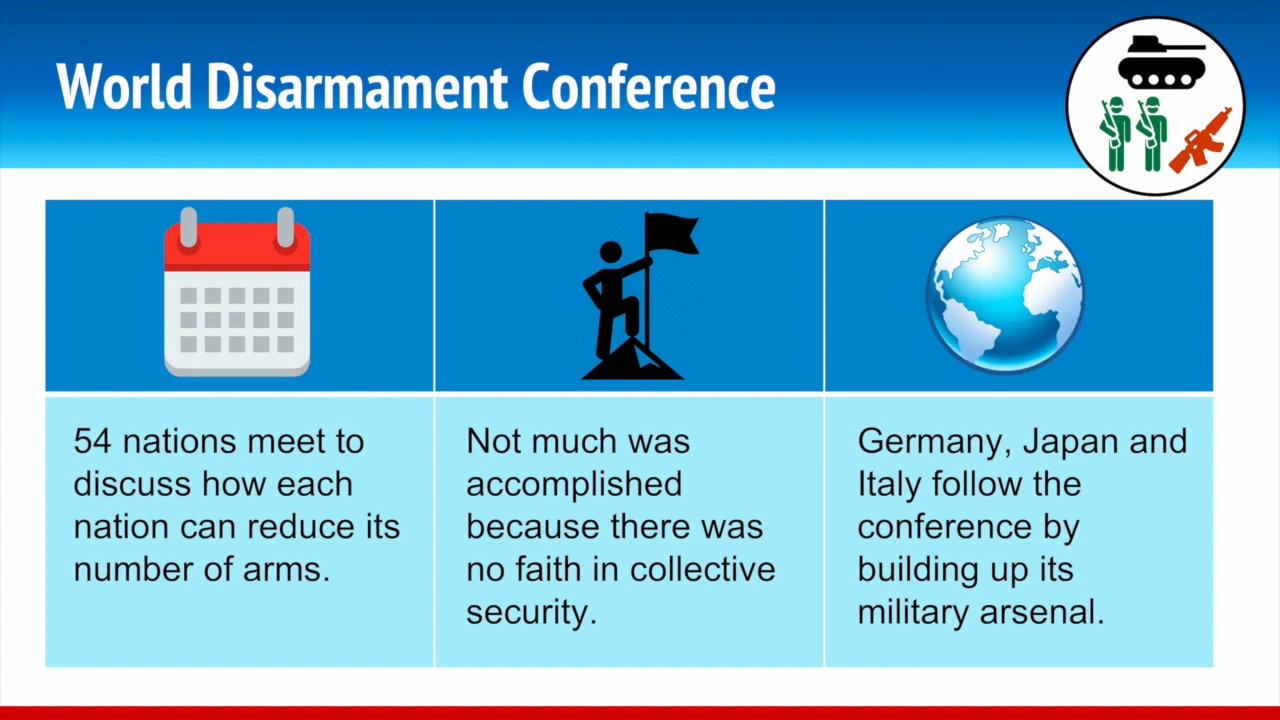 World Disarmament Conference
54 nations meet to
discuss how each
nation can reduce its
number of arms.
Not much was
accomplished
because there was
no faith in collective
security.
Germany, Japan and
Italy follow the
conference by
building up its
military arsenal.